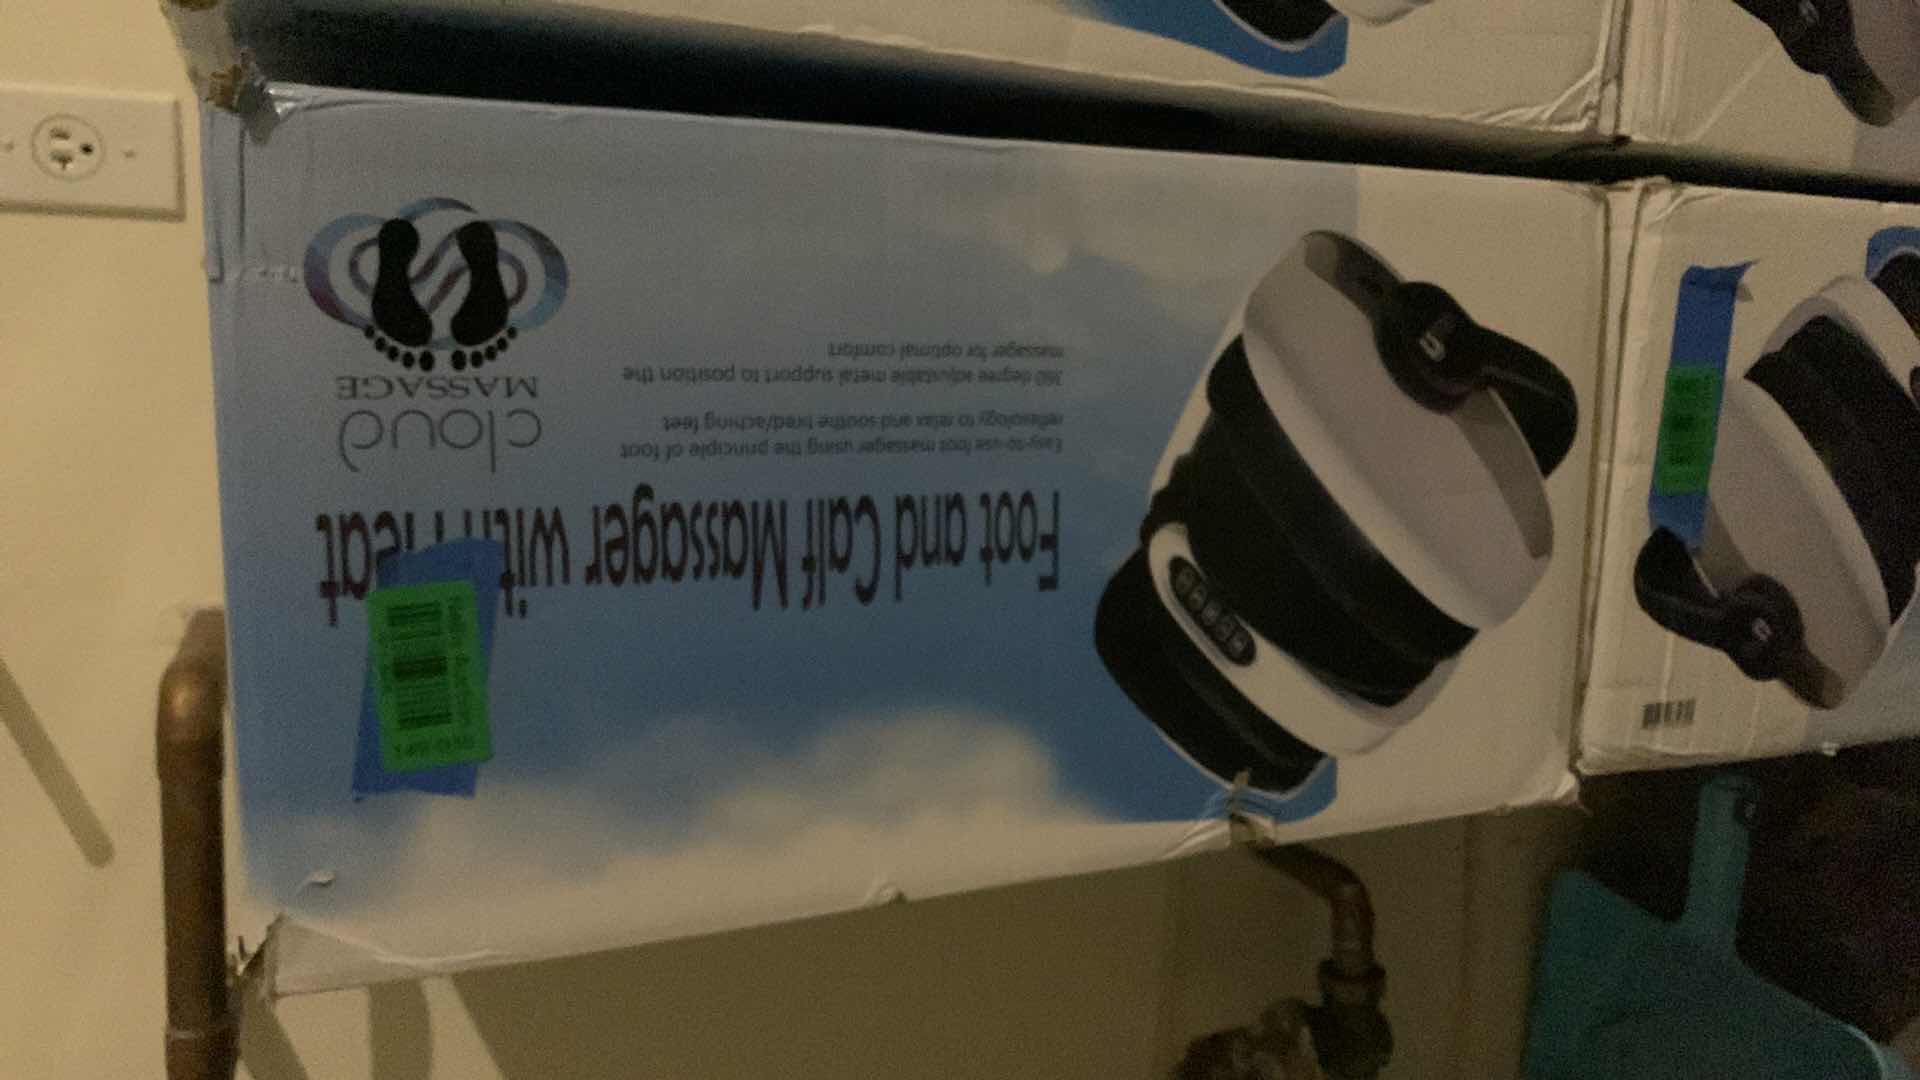 cloud
MASSAGE
Foot and Calf Massager with Heat
Easy-to-use foot massager using the principle of foot
reflexology to relax and soothe tired/aching feet
360 degree adjustable metal support to position the
massager for optimal comfort